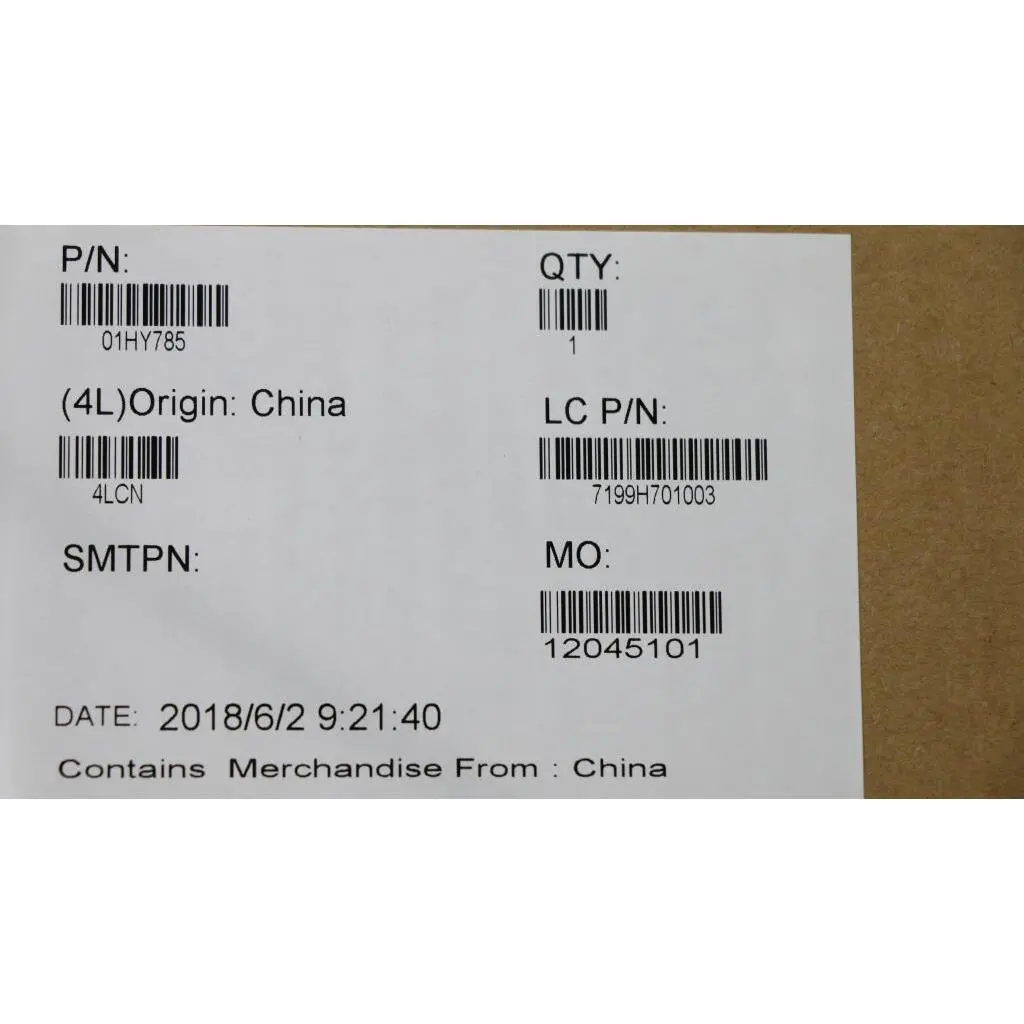 P/N:
01HY785
QTY:
1
(4L)Origin: China
4LCN
LC P/N:
7199H701003
SMTPN:
MO:
12045101
DATE: 2018/6/2 9:21:40
Contains Merchandise From : China